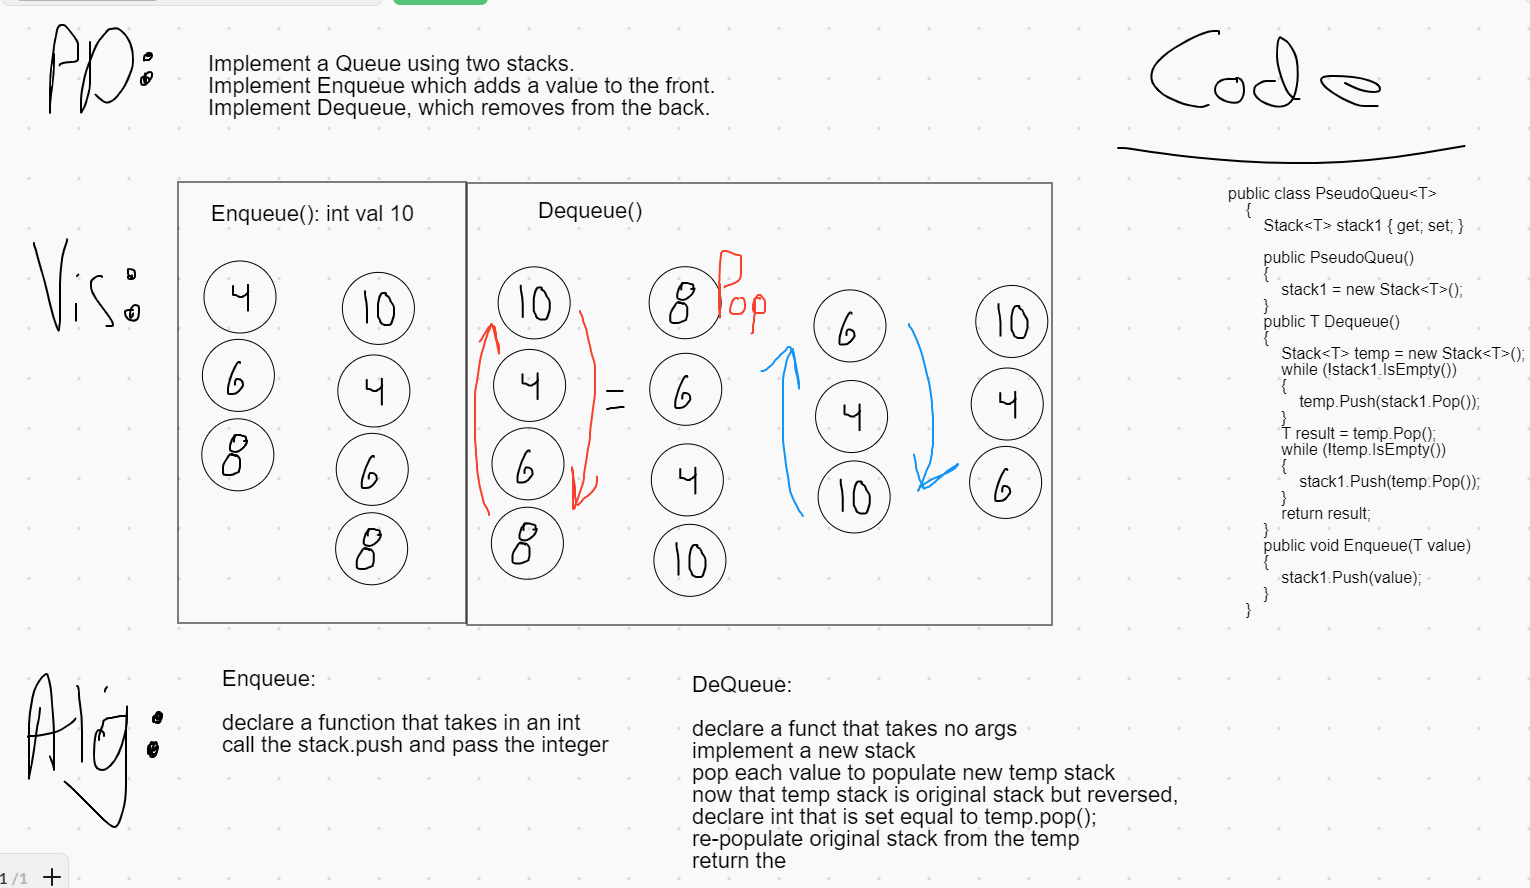 PD:
Implement a Queue using two stacks.
Implement Enqueue which adds a value to the front.
Implement Dequeue, which removes from the back.
Vis:
Enqueue(): int val 10
4
6
8
10
4
6
8
Dequeue()
10
4
6
8
=
8
Pop
6
4
10
6
4
10
10
4
6
Alg:
Enqueue:
declare a function that takes in an int
call the stack.push and pass the integer
DeQueue:
declare a funct that takes no args
implement a new stack
pop each value to populate new temp stack
now that temp stack is original stack but reversed,
declare int that is set equal to temp.pop();
re-populate original stack from the temp
return the
Code
public class PseudoQueu<T>
{
Stack<T> stack1 { get; set; }
public PseudoQueu()
{
stack1 = new Stack<T>();
}
public T Dequeue()
{
Stack<T> temp = new Stack<T>();
while (!stack1.IsEmpty())
{
temp.Push(stack1.Pop());
}
T result = temp.Pop();
while (!temp.IsEmpty())
{
stack1.Push(temp.Pop());
}
return result;
}
public void Enqueue(T value)
{
stack1.Push(value);
}
}
1/1 +